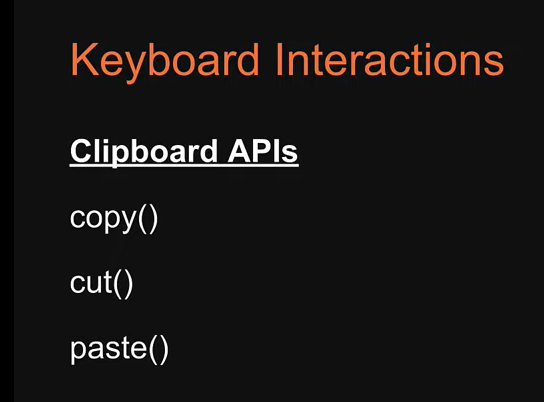 Keyboard Interactions
Clipboard APIs
copy()
cut()
paste()